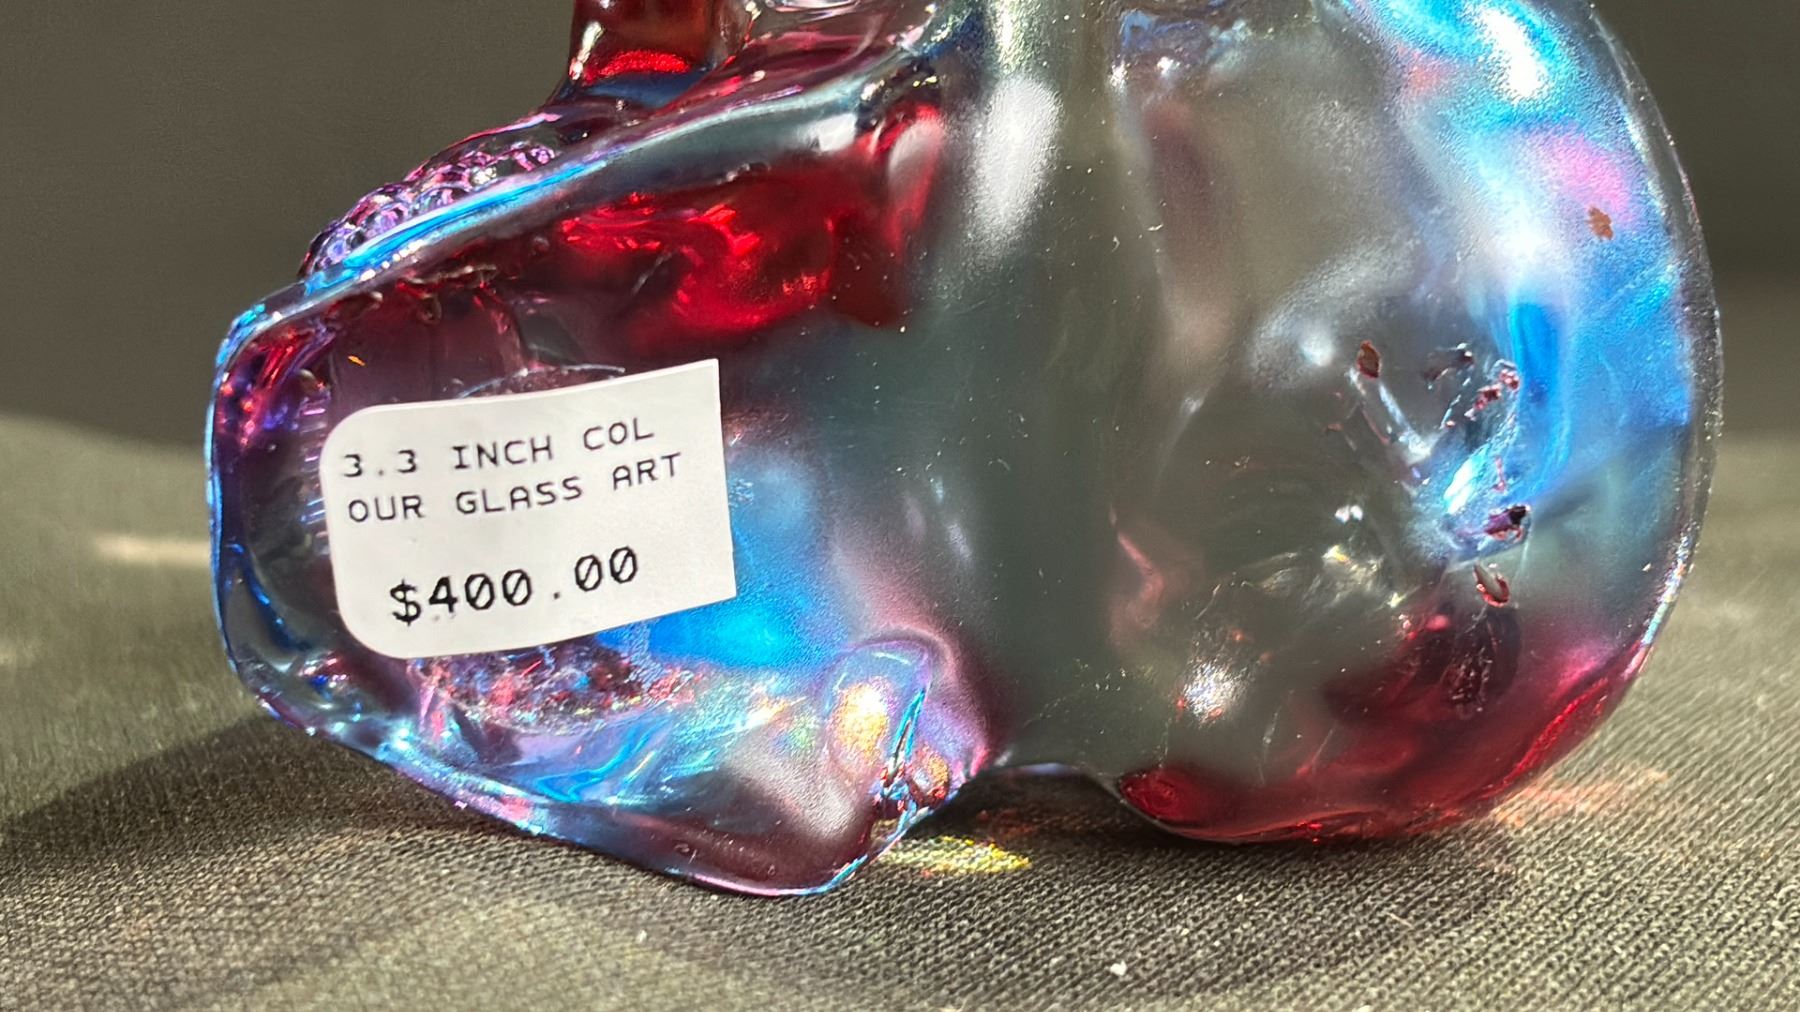 3.3 INCH COL
OUR GLASS ART
$400.00